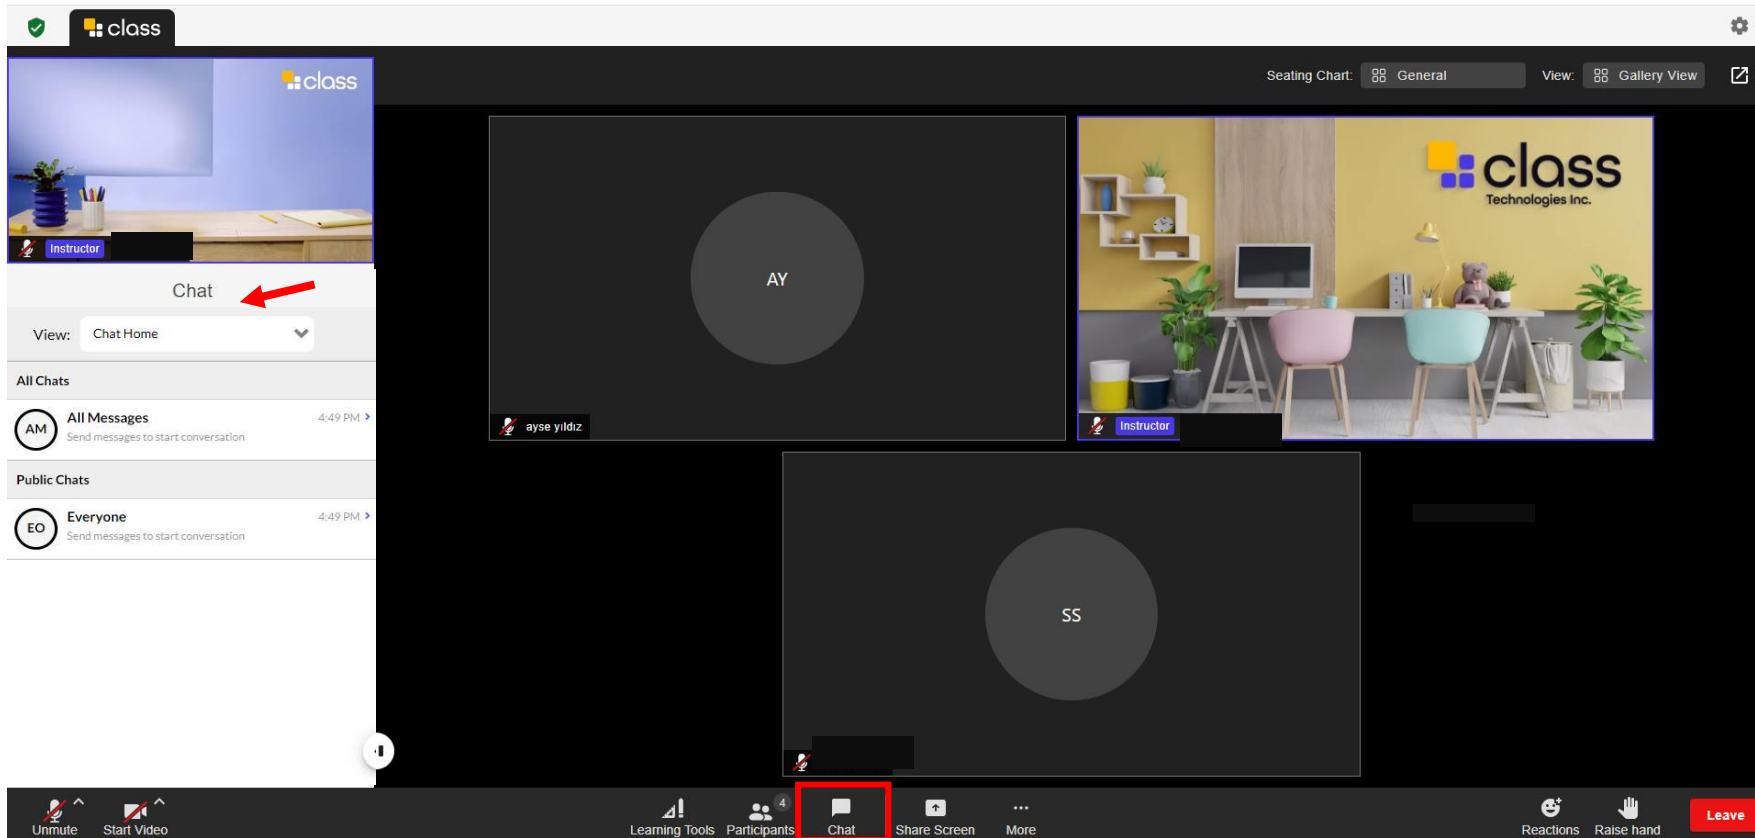 class
Seating Chart: General View: Gallery View
class
Instructor
Chat
View: Chat Home
All Chats
AM All Messages 4:49 PM
Send messages to start conversation
Public Chats
EO Everyone 4:49 PM
Send messages to start conversation
AY
ayse yıldız
class
Technologies Inc.
Instructor
SS
Unmute Start Video Learning Tools Participants 4 Chat Share Screen More Reactions Raise hand Leave